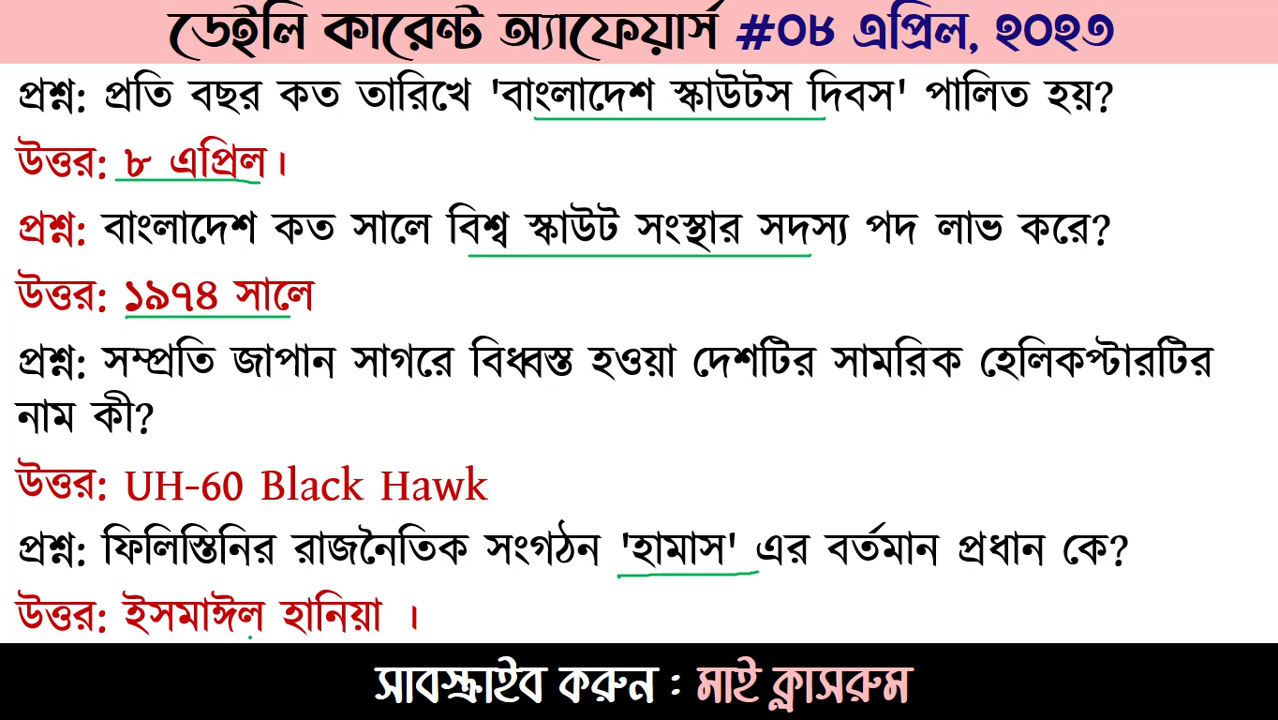 ডেইলি কারেন্ট অ্যাফেয়ার্স #০৮ এপ্রিল, ২০২৩
প্রশ্ন: প্রতি বছর কত তারিখে 'বাংলাদেশ স্কাউটস দিবস' পালিত হয়?
উত্তর: ৮ এপ্রিল।
প্রশ্ন: বাংলাদেশ কত সালে বিশ্ব স্কাউট সংস্থার সদস্য পদ লাভ করে?
উত্তর: ১৯৭৪ সালে
প্রশ্ন: সম্প্রতি জাপান সাগরে বিধ্বস্ত হওয়া দেশটির সামরিক হেলিকপ্টারটির
নাম কী?
উত্তর: UH-60 Black Hawk
প্রশ্ন: ফিলিস্তিনির রাজনৈতিক সংগঠন 'হামাস' এর বর্তমান প্রধান কে?
উত্তর: ইসমাঈল হানিয়া ।
সাবস্ক্রাইব করুন : মাই ক্লাসরুম